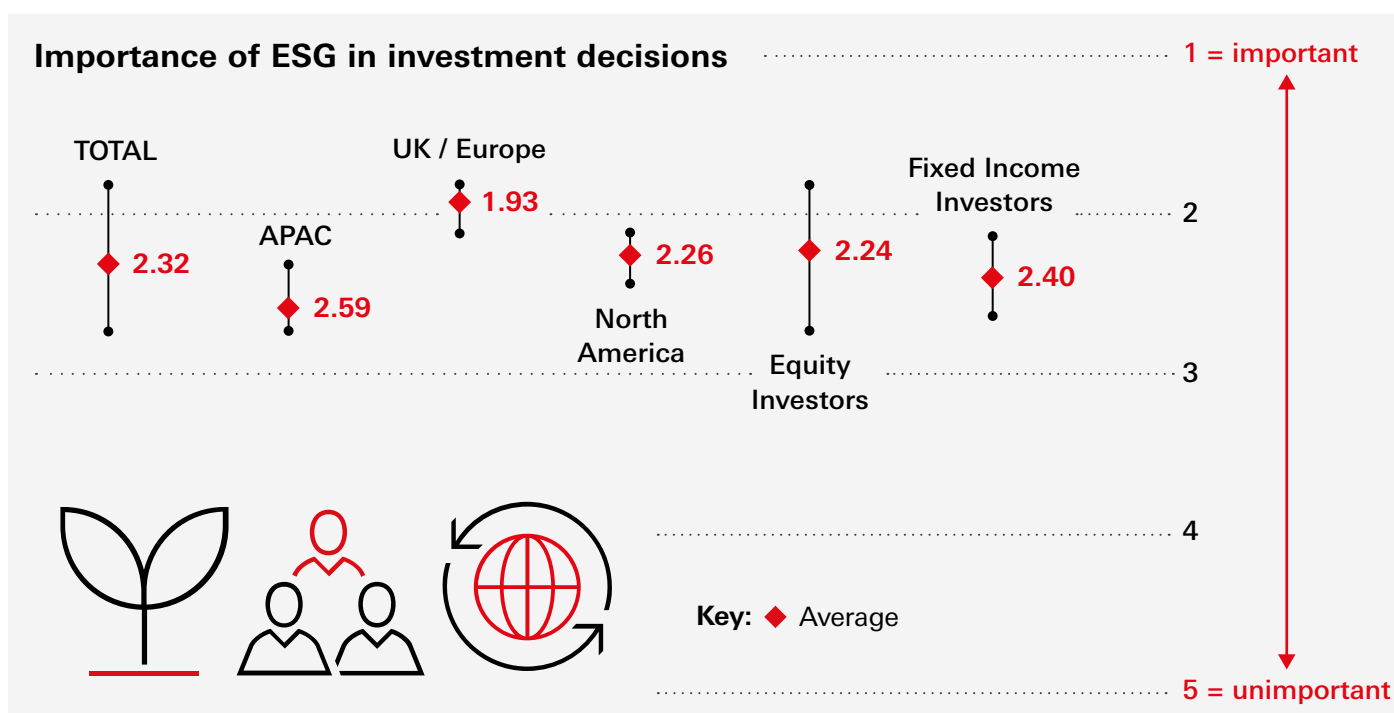 Importance of ESG in investment decisions
1 = important
TOTAL
2.32
APAC
2.59
UK / Europe
1.93
2.26
North
America
2.24
Equity
Investors
Fixed Income
Investors
2.40
2
3
4
Key: Average
5 = unimportant